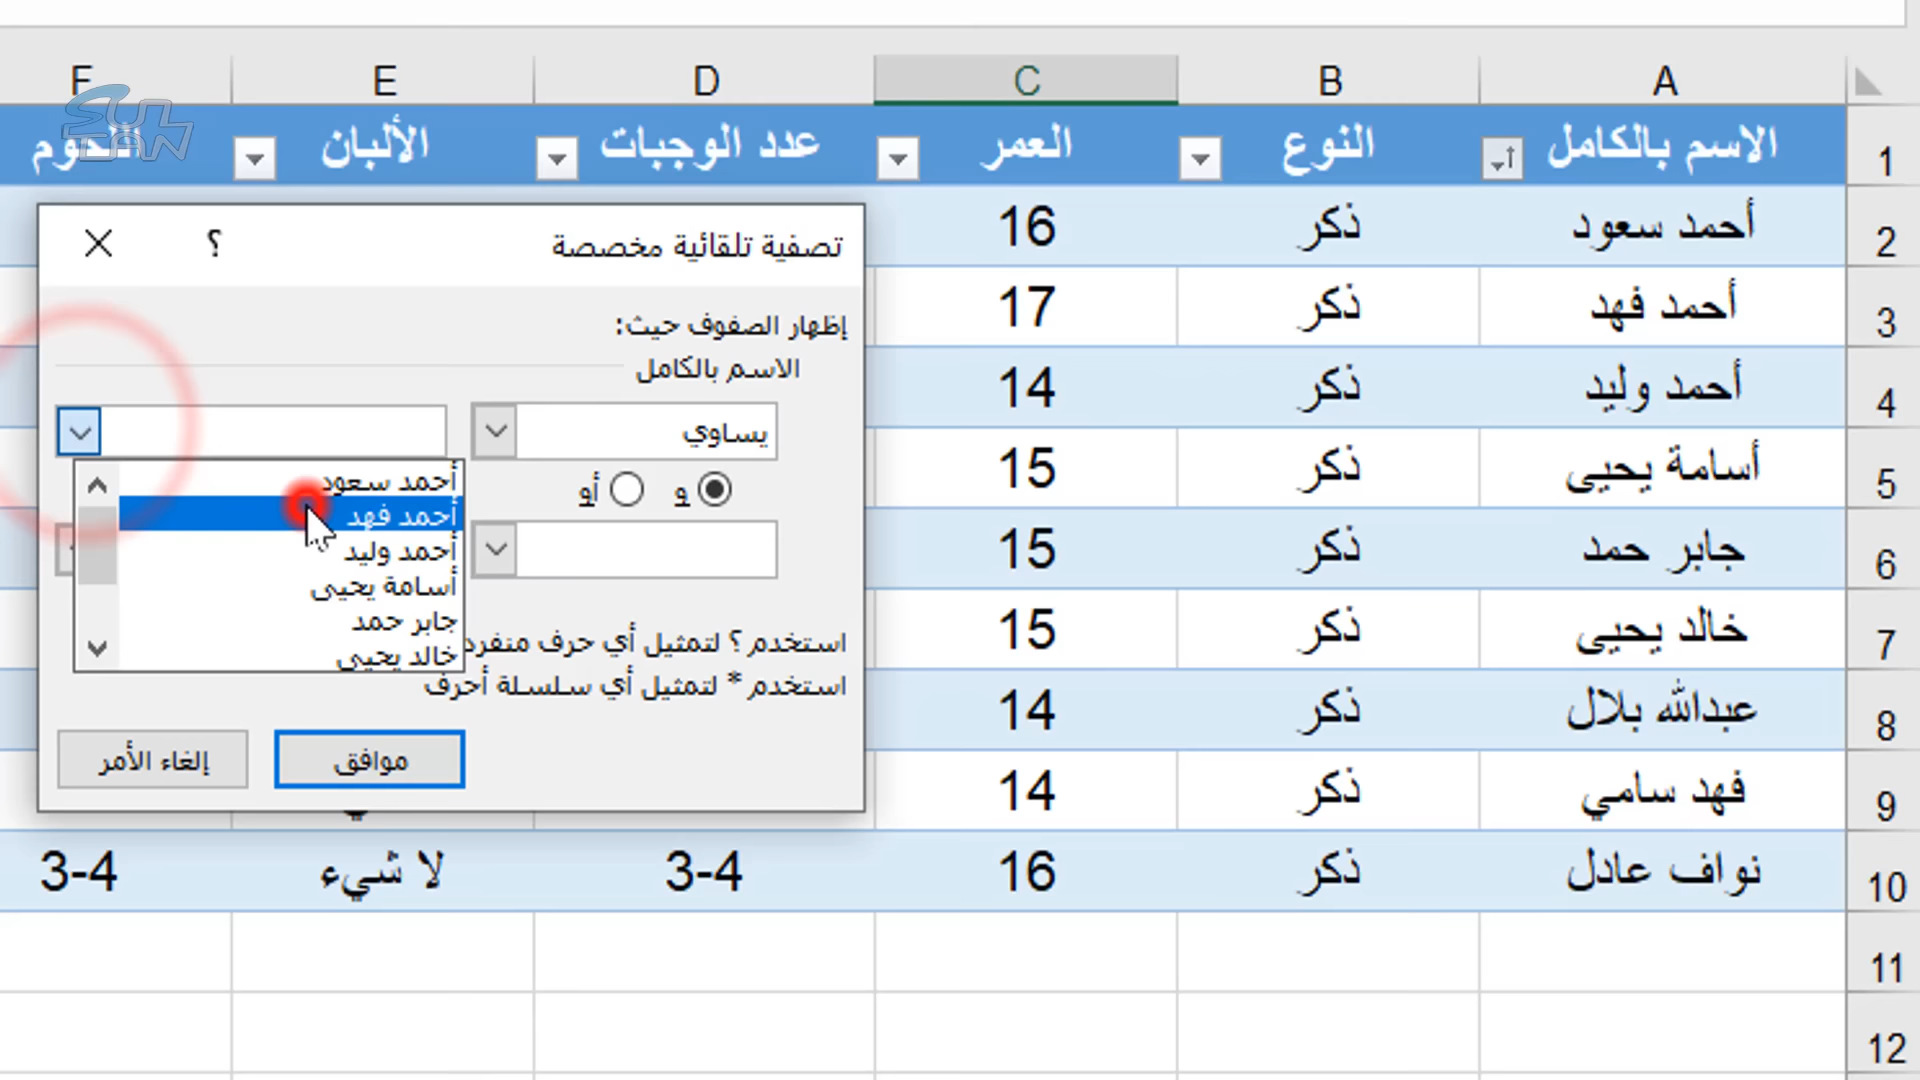 A B C D E F
1 الاسم بالكامل النوع العمر عدد الوجبات الألبان اللحوم
2 أحمد سعود ذكر 16
3 أحمد فهد ذكر 17
4 أحمد وليد ذكر 14
5 أسامة يحيى ذكر 15
6 جابر حمد ذكر 15
7 خالد يحيى ذكر 15
8 عبدالله بلال ذكر 14
9 فهد سامي ذكر 14
10 نواف عادل ذكر 16 3-4 لا شيء 3-4
11
12
تصفية تلقائية مخصصة ؟
إظهار الصفوف حيث:
الاسم بالكامل
يساوي
و أو
أحمد سعود
أحمد فهد
أحمد وليد
أسامة يحيى
جابر حمد
خالد يحيى
استخدم ؟ لتمثيل أي حرف منفرد
استخدم * لتمثيل أي سلسلة أحرف
موافق إلغاء الأمر
SULTAN